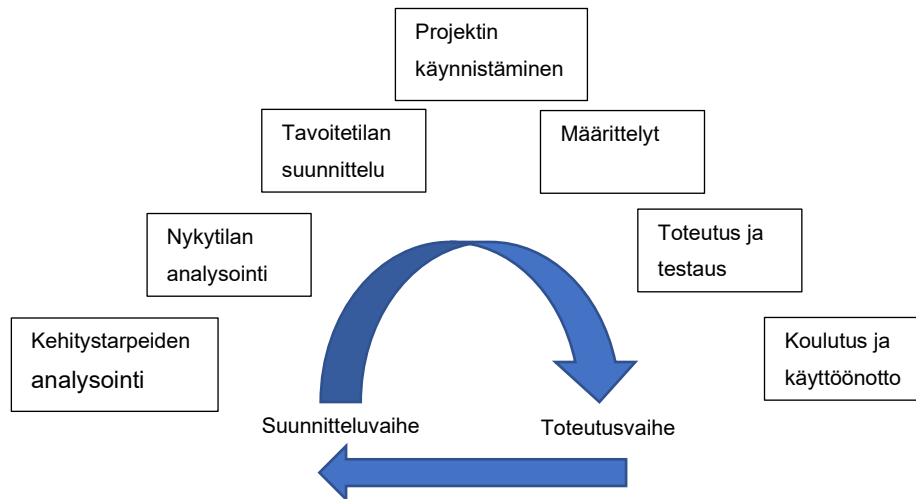 Projektin
käynnistäminen
Tavoitetilan
suunnittelu
Määrittelyt
Nykytilan
analysointi
Toteutus ja
testaus
Kehitystarpeiden
analysointi
Koulutus ja
käyttöönotto
Suunnitteluvaihe
Toteutusvaihe